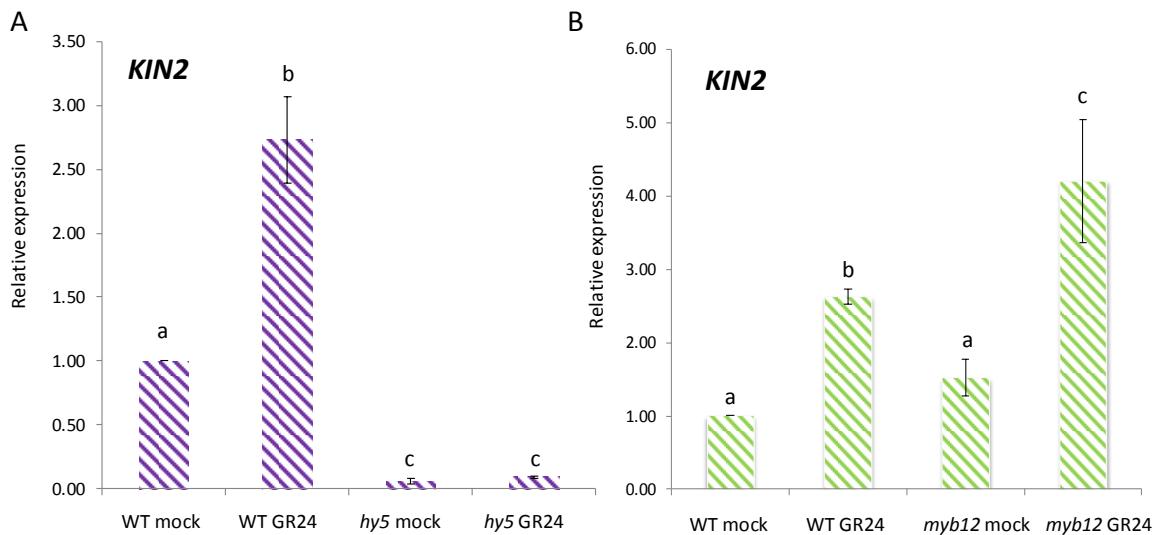 A
KIN2
Relative expression
3.50
3.00
2.50
2.00
1.50
1.00
0.50
0.00
a
b
c
c
WT mock
WT GR24
hy5 mock
hy5 GR24
B
KIN2
Relative expression
6.00
5.00
4.00
3.00
2.00
1.00
0.00
a
b
a
c
WT mock
WT GR24
myb12 mock
myb12 GR24